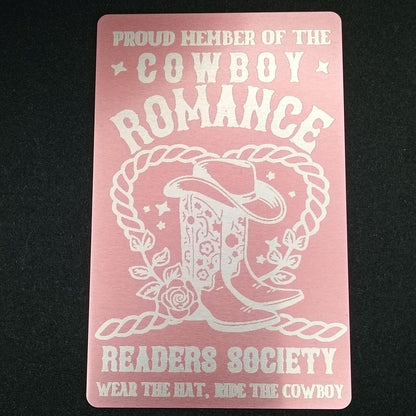 PROUD MEMBER OF THE
COWBOY
ROMANCE
READERS SOCIETY
WEAR THE HAT, RIDE THE COWBOY